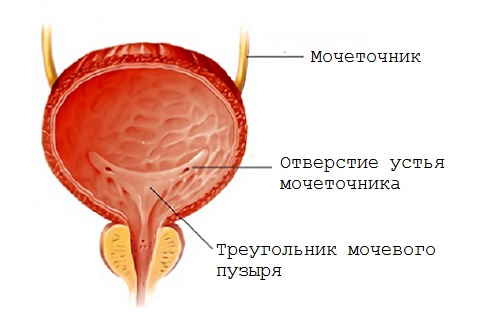 Мочеточник
Отверстие устья
мочеточника
Треугольник мочевого
пузыря